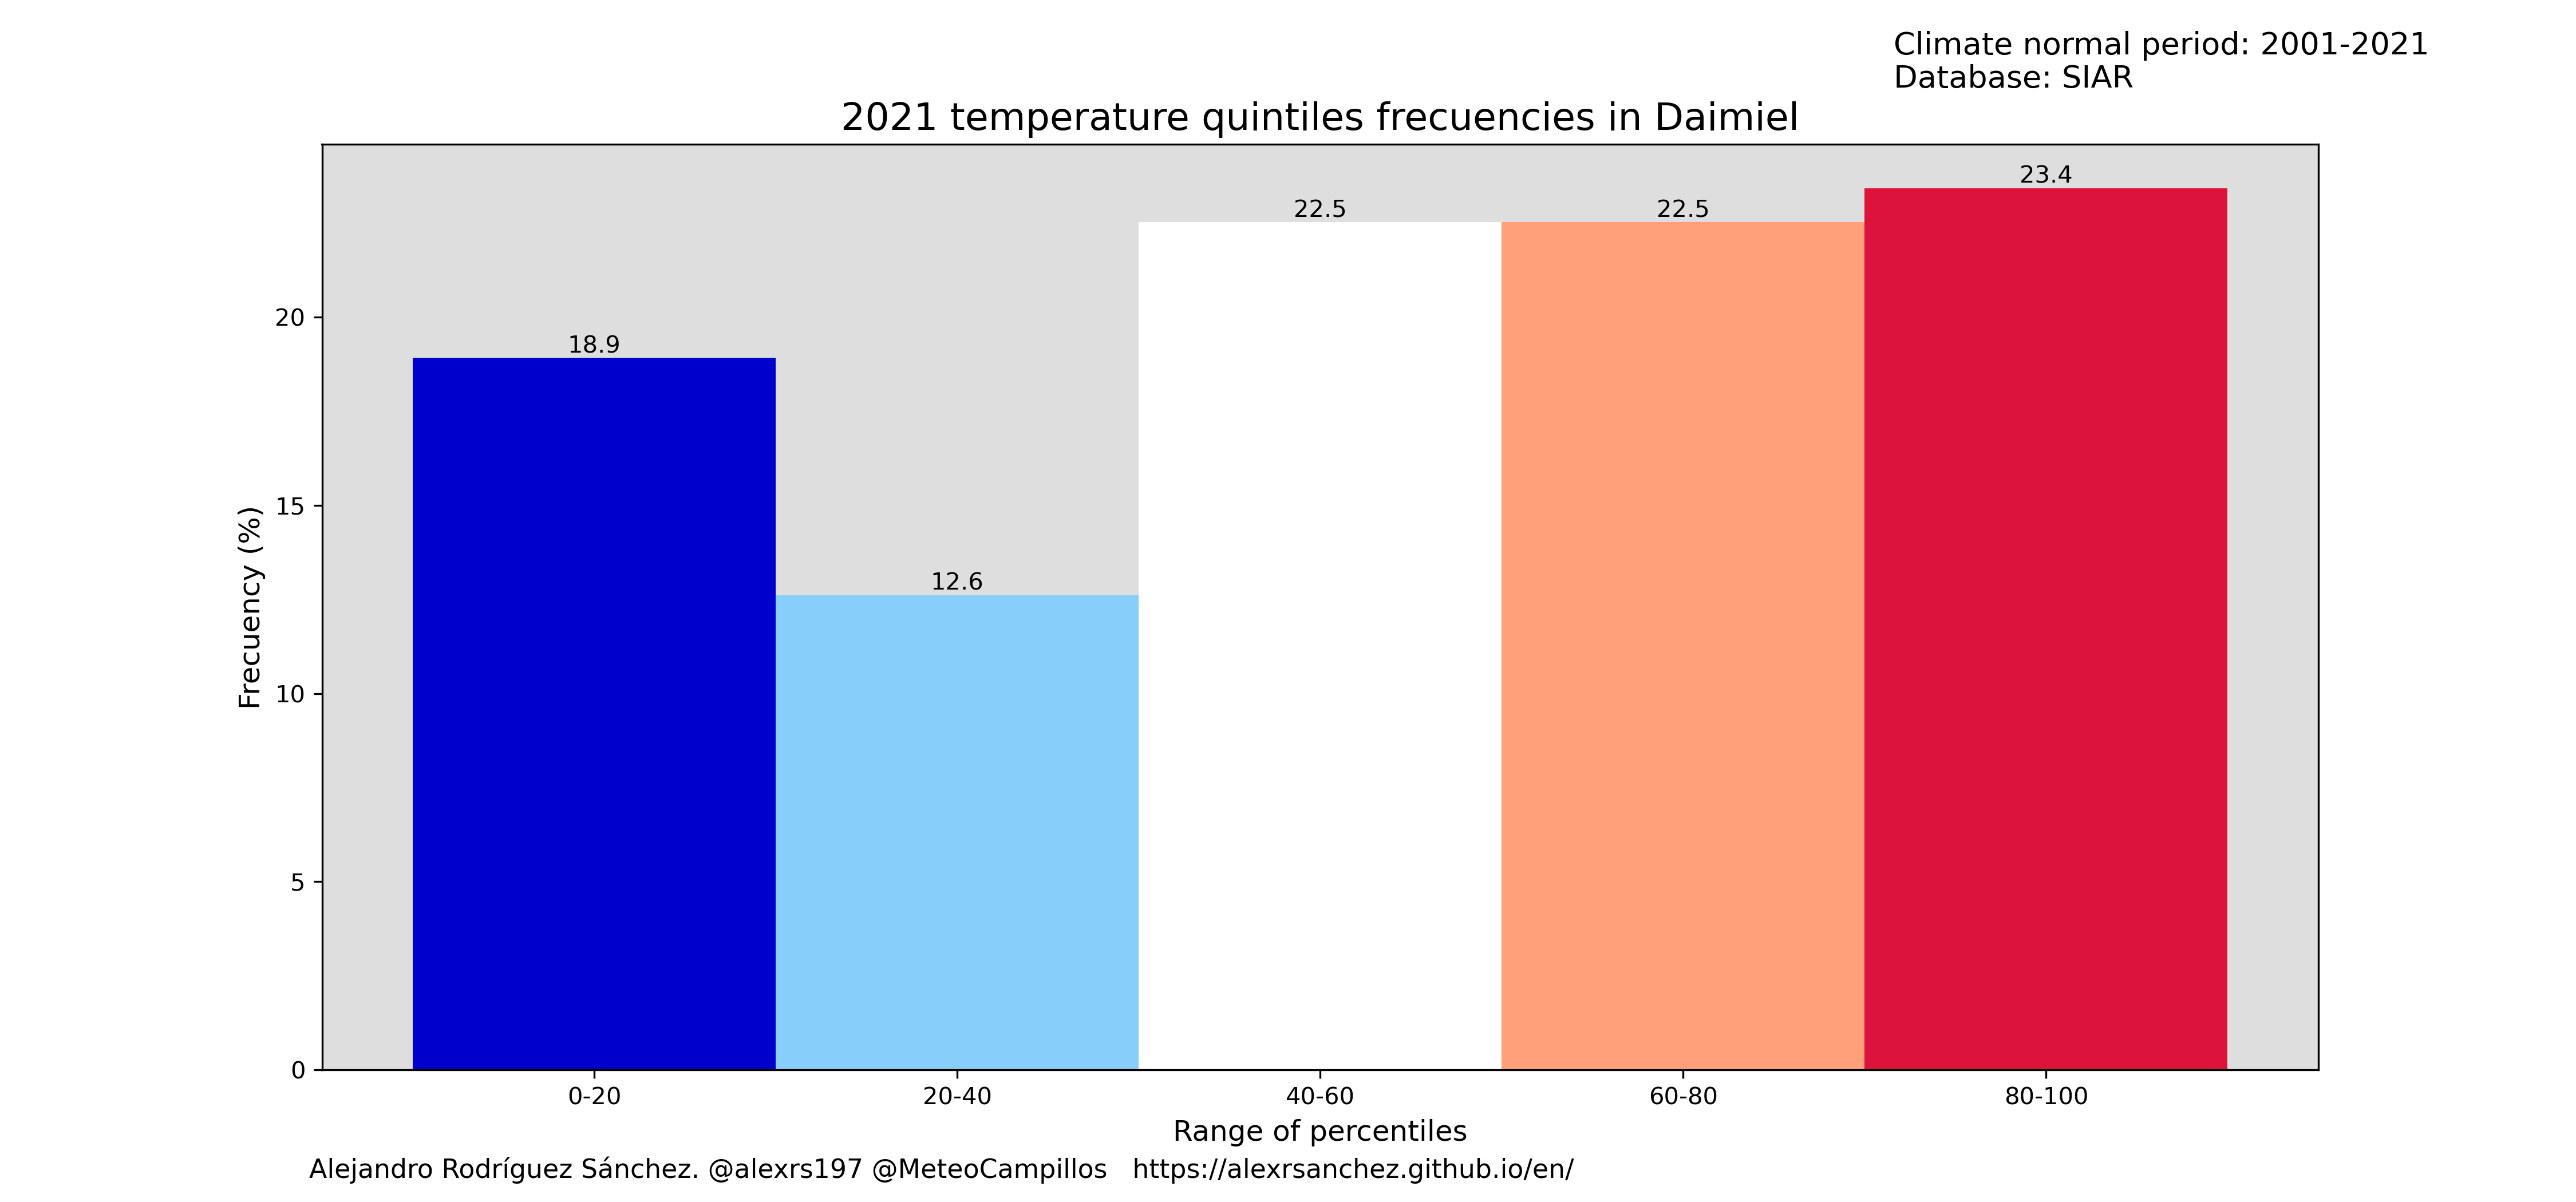 Climate normal period: 2001-2021
Database: SIAR
2021 temperature quintiles frecuencies in Daimiel
23.4
22.5
22.5
20
18.9
15
12.6
Frecuency (%)
10
5
0
0-20
20-40
40-60
60-80
80-100
Range of percentiles
Alejandro Rodríguez Sánchez. @alexrs197 @MeteoCampillos https://alexrsanchez.github.io/en/